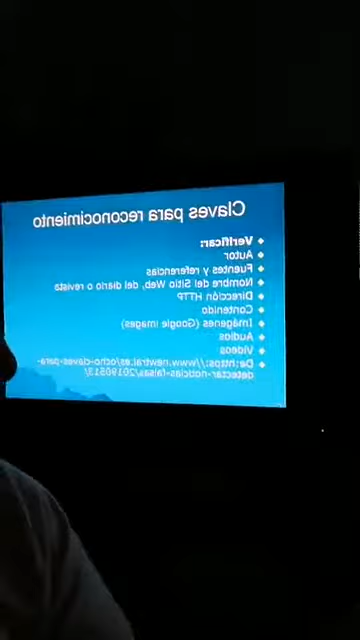 Claves para reconocimiento
Verificar:
Autor
Fuentes y referencias
Nombre del Sitio Web, del diario o revista
Dirección HTTP
Contenido
Imágenes (Google images)
Audios
Videos
De:https://www.newtral.es/ocho-claves-para-
detectar-noticias-falsas/20190513/